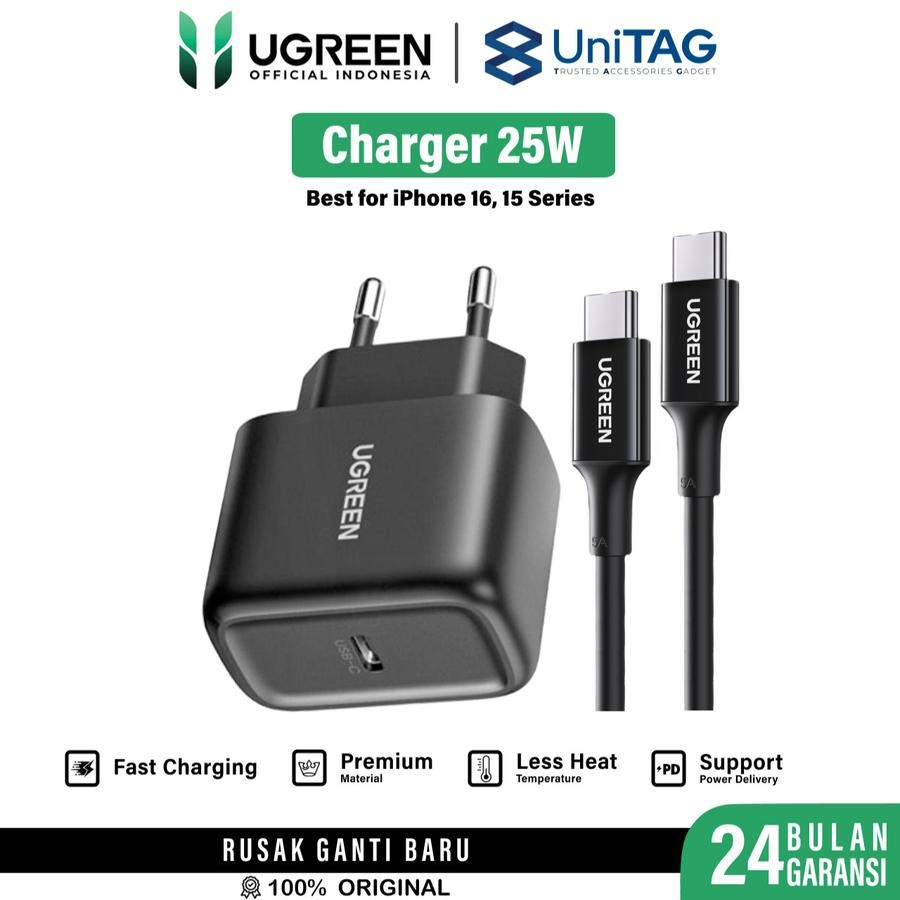 UGREEN
OFFICIAL INDONESIA
UniTAG
TRUSTED ACCESSORIES GADGET
Charger 25W
Best for iPhone 16, 15 Series
UGREEN
USB-C
UGREEN
5A
UGREEN
5A
Fast Charging
Premium
Material
Less Heat
Temperature
PD
Support
Power Delivery
RUSAK GANTI BARU
100% ORIGINAL
24 BULAN
GARANSI